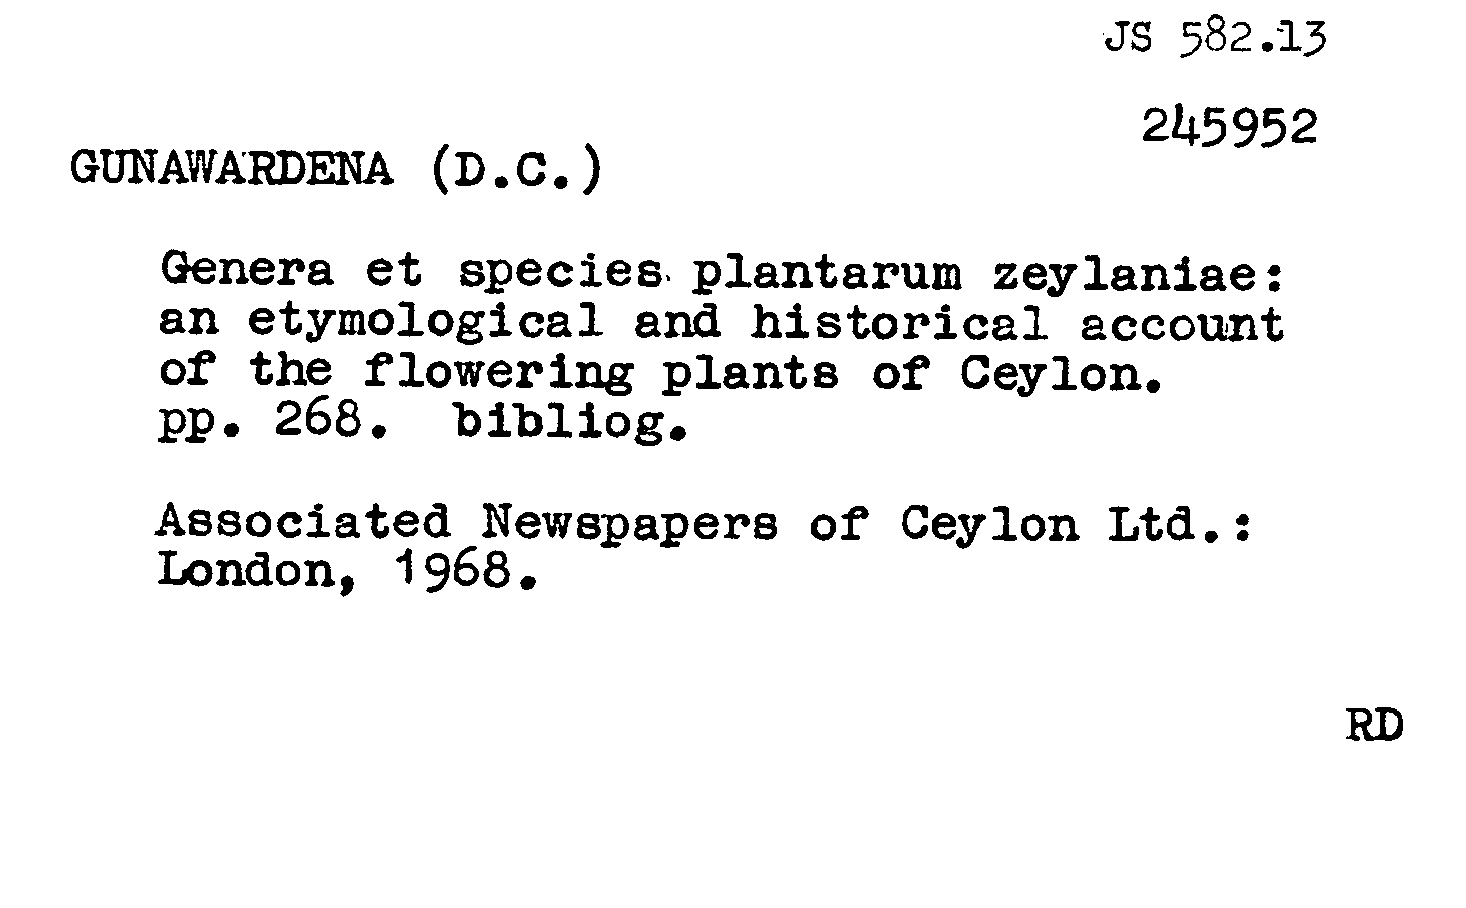 JS 582.13
245952
GUNAWARDENA (D.C.)
Genera et species plantarum zeylaniae:
an etymological and historical account
of the flowering plants of Ceylon.
pp. 268. bibliog.
Associated Newspapers of Ceylon Ltd.:
London, 1968.
RD